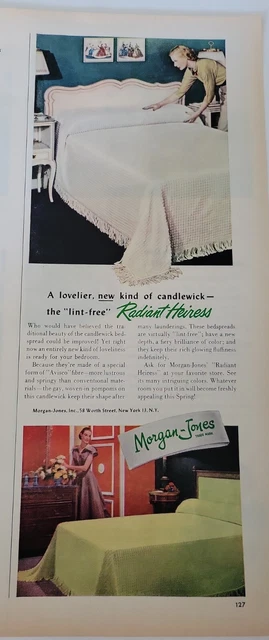 A lovelier, new kind of candlewick—
the "lint-free" Radiant Heiress
Why would have believed the tra-
ditional beauty of the candlewick bed-
spread could be improved? Yet right
now an entirely new kind of loveliness
is ready for your bedroom.
Because they're made of a special
form of "Avisco" fiber—more lustrous
and springy than conventional mate-
rials—the gay, woven-in pompons on
this candlewick keep their shape after
many launderings. These bedspreads
are virtually "lint-free"; have a new
depth, a very brilliance of color; and
they keep their rich glowing fluffiness
indefinitely.
Ask for Morgan-Jones' "Radiant
Heiress" at your favorite store. See
its many intriguing colors. Whatever
room you put it in will become freshly
appealing this Spring!
Morgan-Jones, Inc., 58 Worth Street, New York 13, N.Y.
Morgan-Jones
127